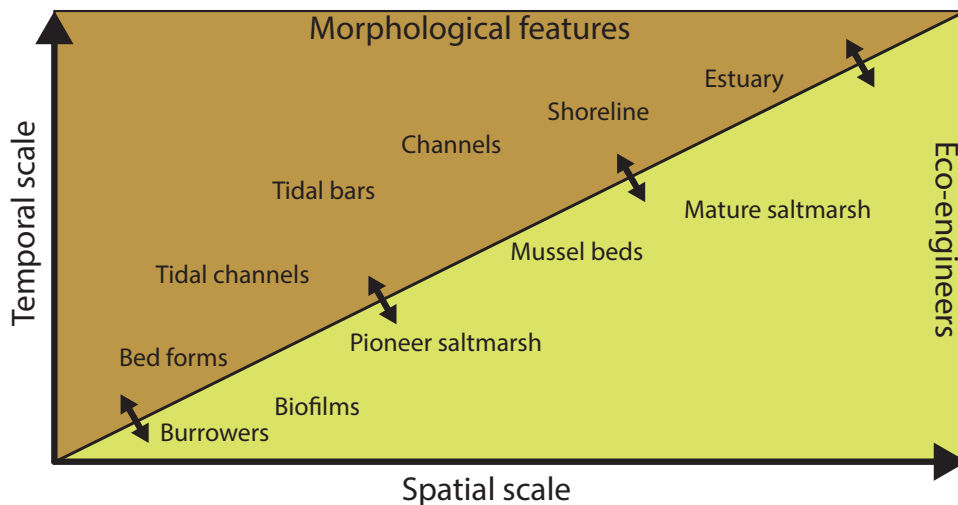 Morphological features
Estuary
Shoreline
Channels
Tidal bars
Mature saltmarsh
Mussel beds
Tidal channels
Pioneer saltmarsh
Bed forms
Biofilms
Burrowers
Temporal scale
Eco-engineers
Spatial scale